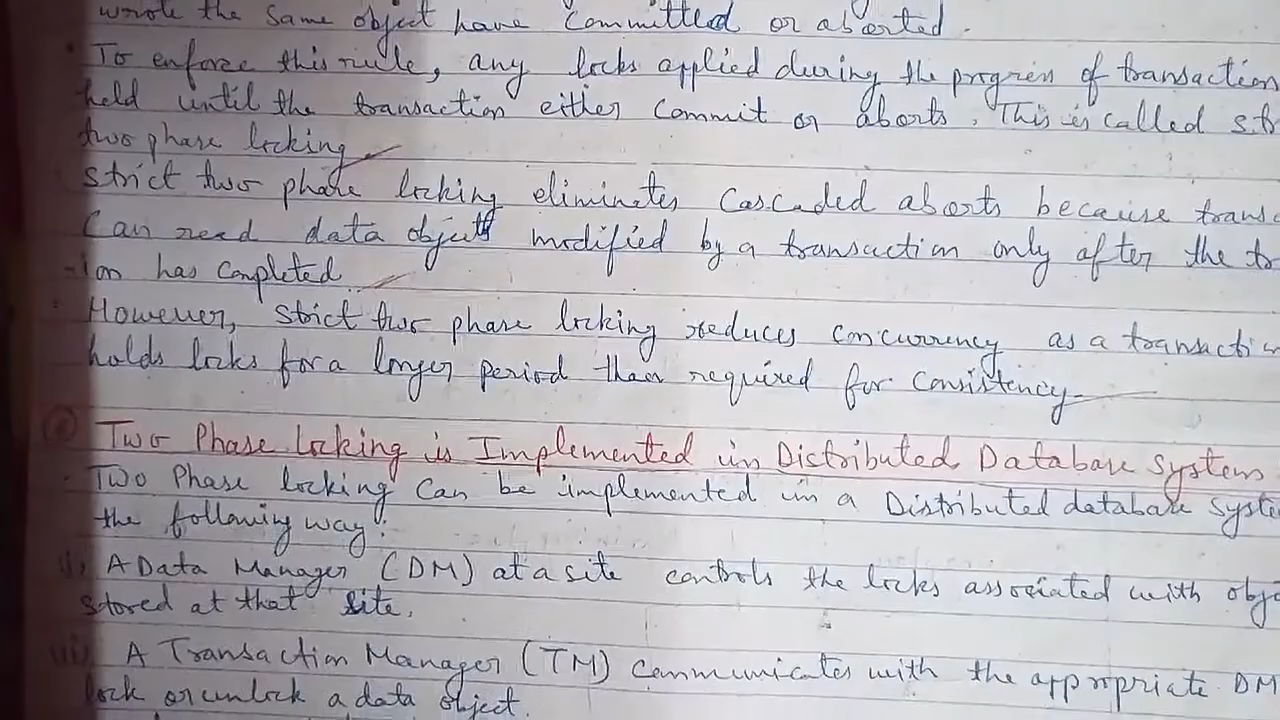 wrote the same object have committed or aborted.
To enforce this rule, any locks applied during the progress of transaction
held until the transaction either commit or aborts. This is called str
two phase locking
strict two phase locking eliminates cascaded aborts because transa
Can read data objects modified by a transaction only after the tr
-ion has completed
However, strict two phase locking reduces concurrency as a transaction
holds locks for a longer period than required for consistency
Two Phase Locking is Implemented in Distributed Database System
Two Phase locking can be implemented in a Distributed database syste
the following way:
i) A Data Manager (DM) at a site controls the locks associated with obje
stored at that site.
ii) A Transaction Manager (TM) communicates with the appropriate DM
lock or unlock a data object.